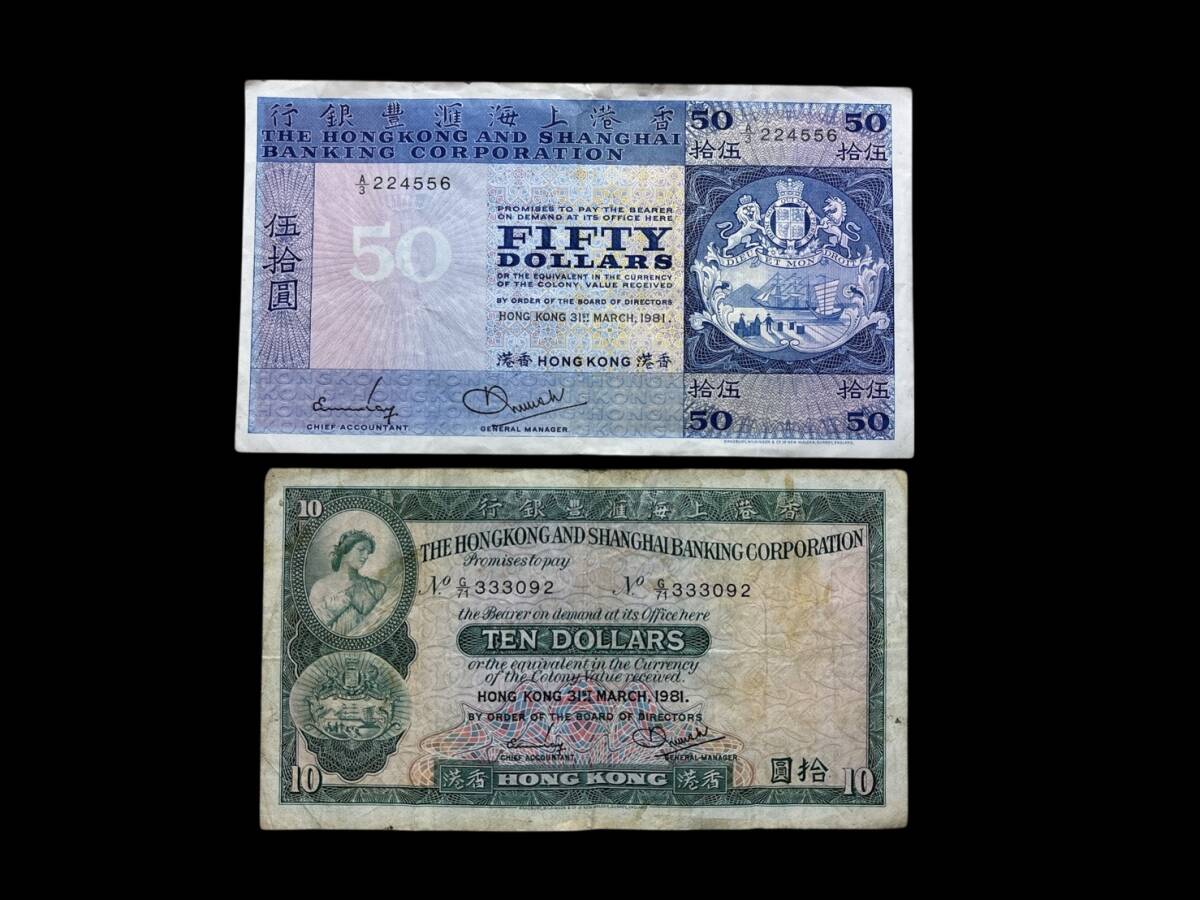 行銀豐滙海上港香
THE HONGKONG AND SHANGHAI
BANKING CORPORATION
50 50
A/3 224556
拾伍 拾伍
A/3 224556
伍拾圓
50
PROMISES TO PAY THE BEARER
ON DEMAND AT ITS OFFICE HERE
FIFTY
DOLLARS
OR THE EQUIVALENT IN THE CURRENCY
OF THE COLONY VALUE RECEIVED
BY ORDER OF THE BOARD OF DIRECTORS
HONG KONG 31ST MARCH, 1981.
港香 HONG KONG 港香
DIEU ET MON DROIT
CHIEF ACCOUNTANT
GENERAL MANAGER
拾伍 拾伍
50 50
10
行銀豐滙海上港香
THE HONGKONG AND SHANGHAI BANKING CORPORATION
Promises to pay
No G/71 333092 No G/71 333092
the Bearer on demand at its Office here
TEN DOLLARS
or the equivalent in the Currency
of the Colony Value received.
HONG KONG 31ST MARCH, 1981.
BY ORDER OF THE BOARD OF DIRECTORS
CHIEF ACCOUNTANT
GENERAL MANAGER
10 港香 HONG KONG 港香 圓拾 10